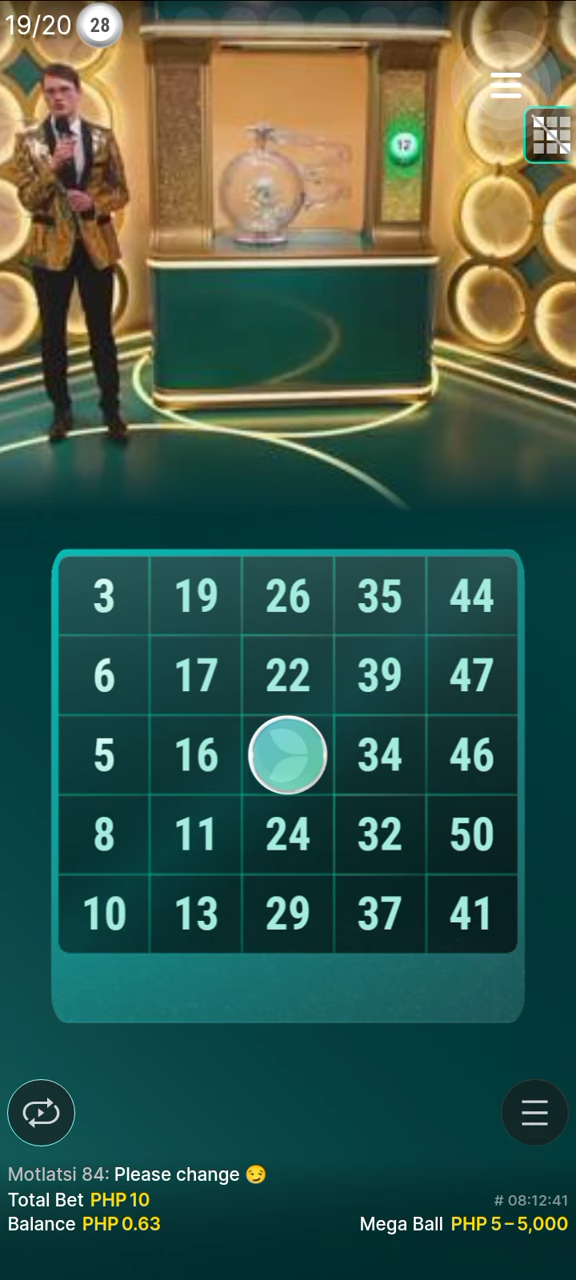 19/20 28
12
3 19 26 35 44
6 17 22 39 47
5 16 34 46
8 11 24 32 50
10 13 29 37 41
Motlatsi 84: Please change 😏
Total Bet PHP 10
# 08:12:41
Balance PHP 0.63
Mega Ball PHP 5–5,000